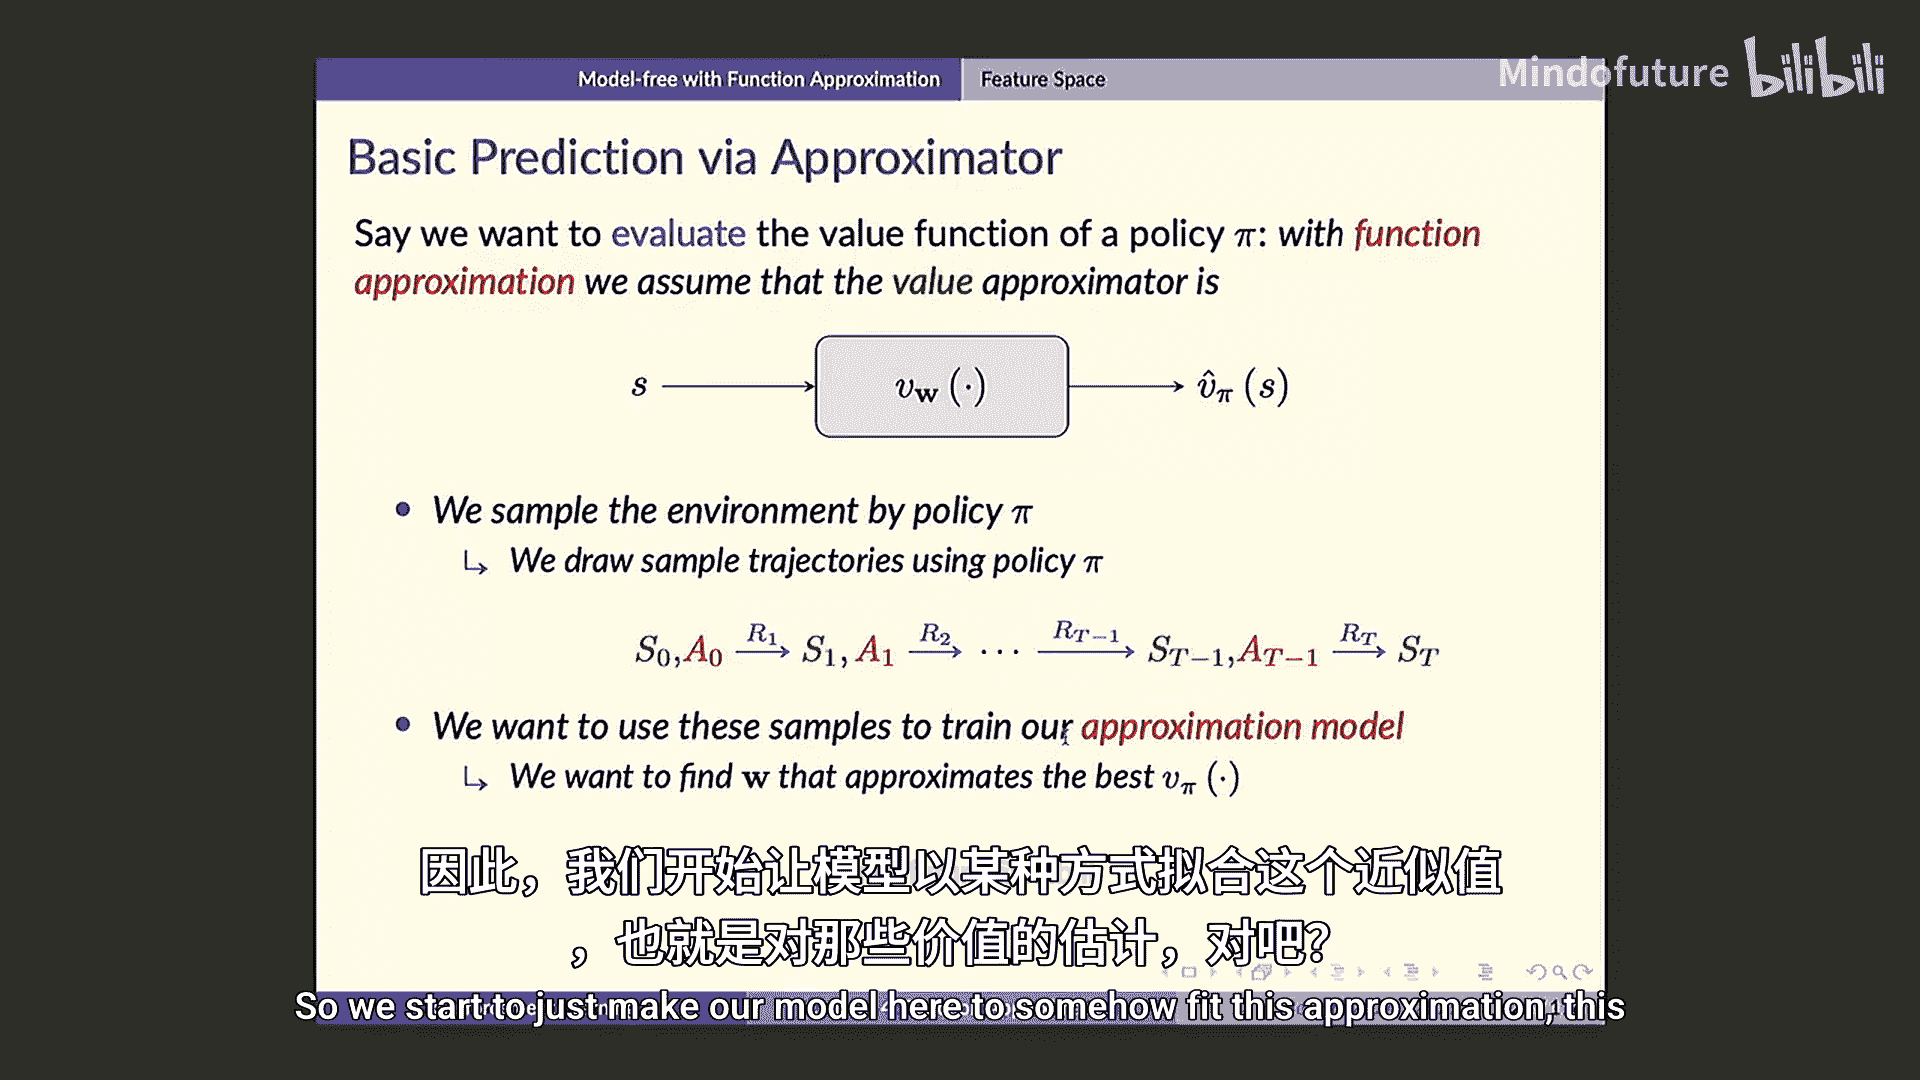 Model-free with Function Approximation Feature Space
Mindofuture bilibili
Basic Prediction via Approximator
Say we want to evaluate the value function of a policy π: with function
approximation we assume that the value approximator is
s v_w (·) v̂_π (s)
• We sample the environment by policy π
↳ We draw sample trajectories using policy π
S_0, A_0 —R_1→ S_1, A_1 —R_2→ ··· —R_{T−1}→ S_{T−1}, A_{T−1} —R_T→ S_T
• We want to use these samples to train our approximation model
↳ We want to find w that approximates the best v_π (·)
因此，我们开始让模型以某种方式拟合这个近似值
，也就是对那些价值的估计，对吧？
So we start to just make our model here to somehow fit this approximation, this